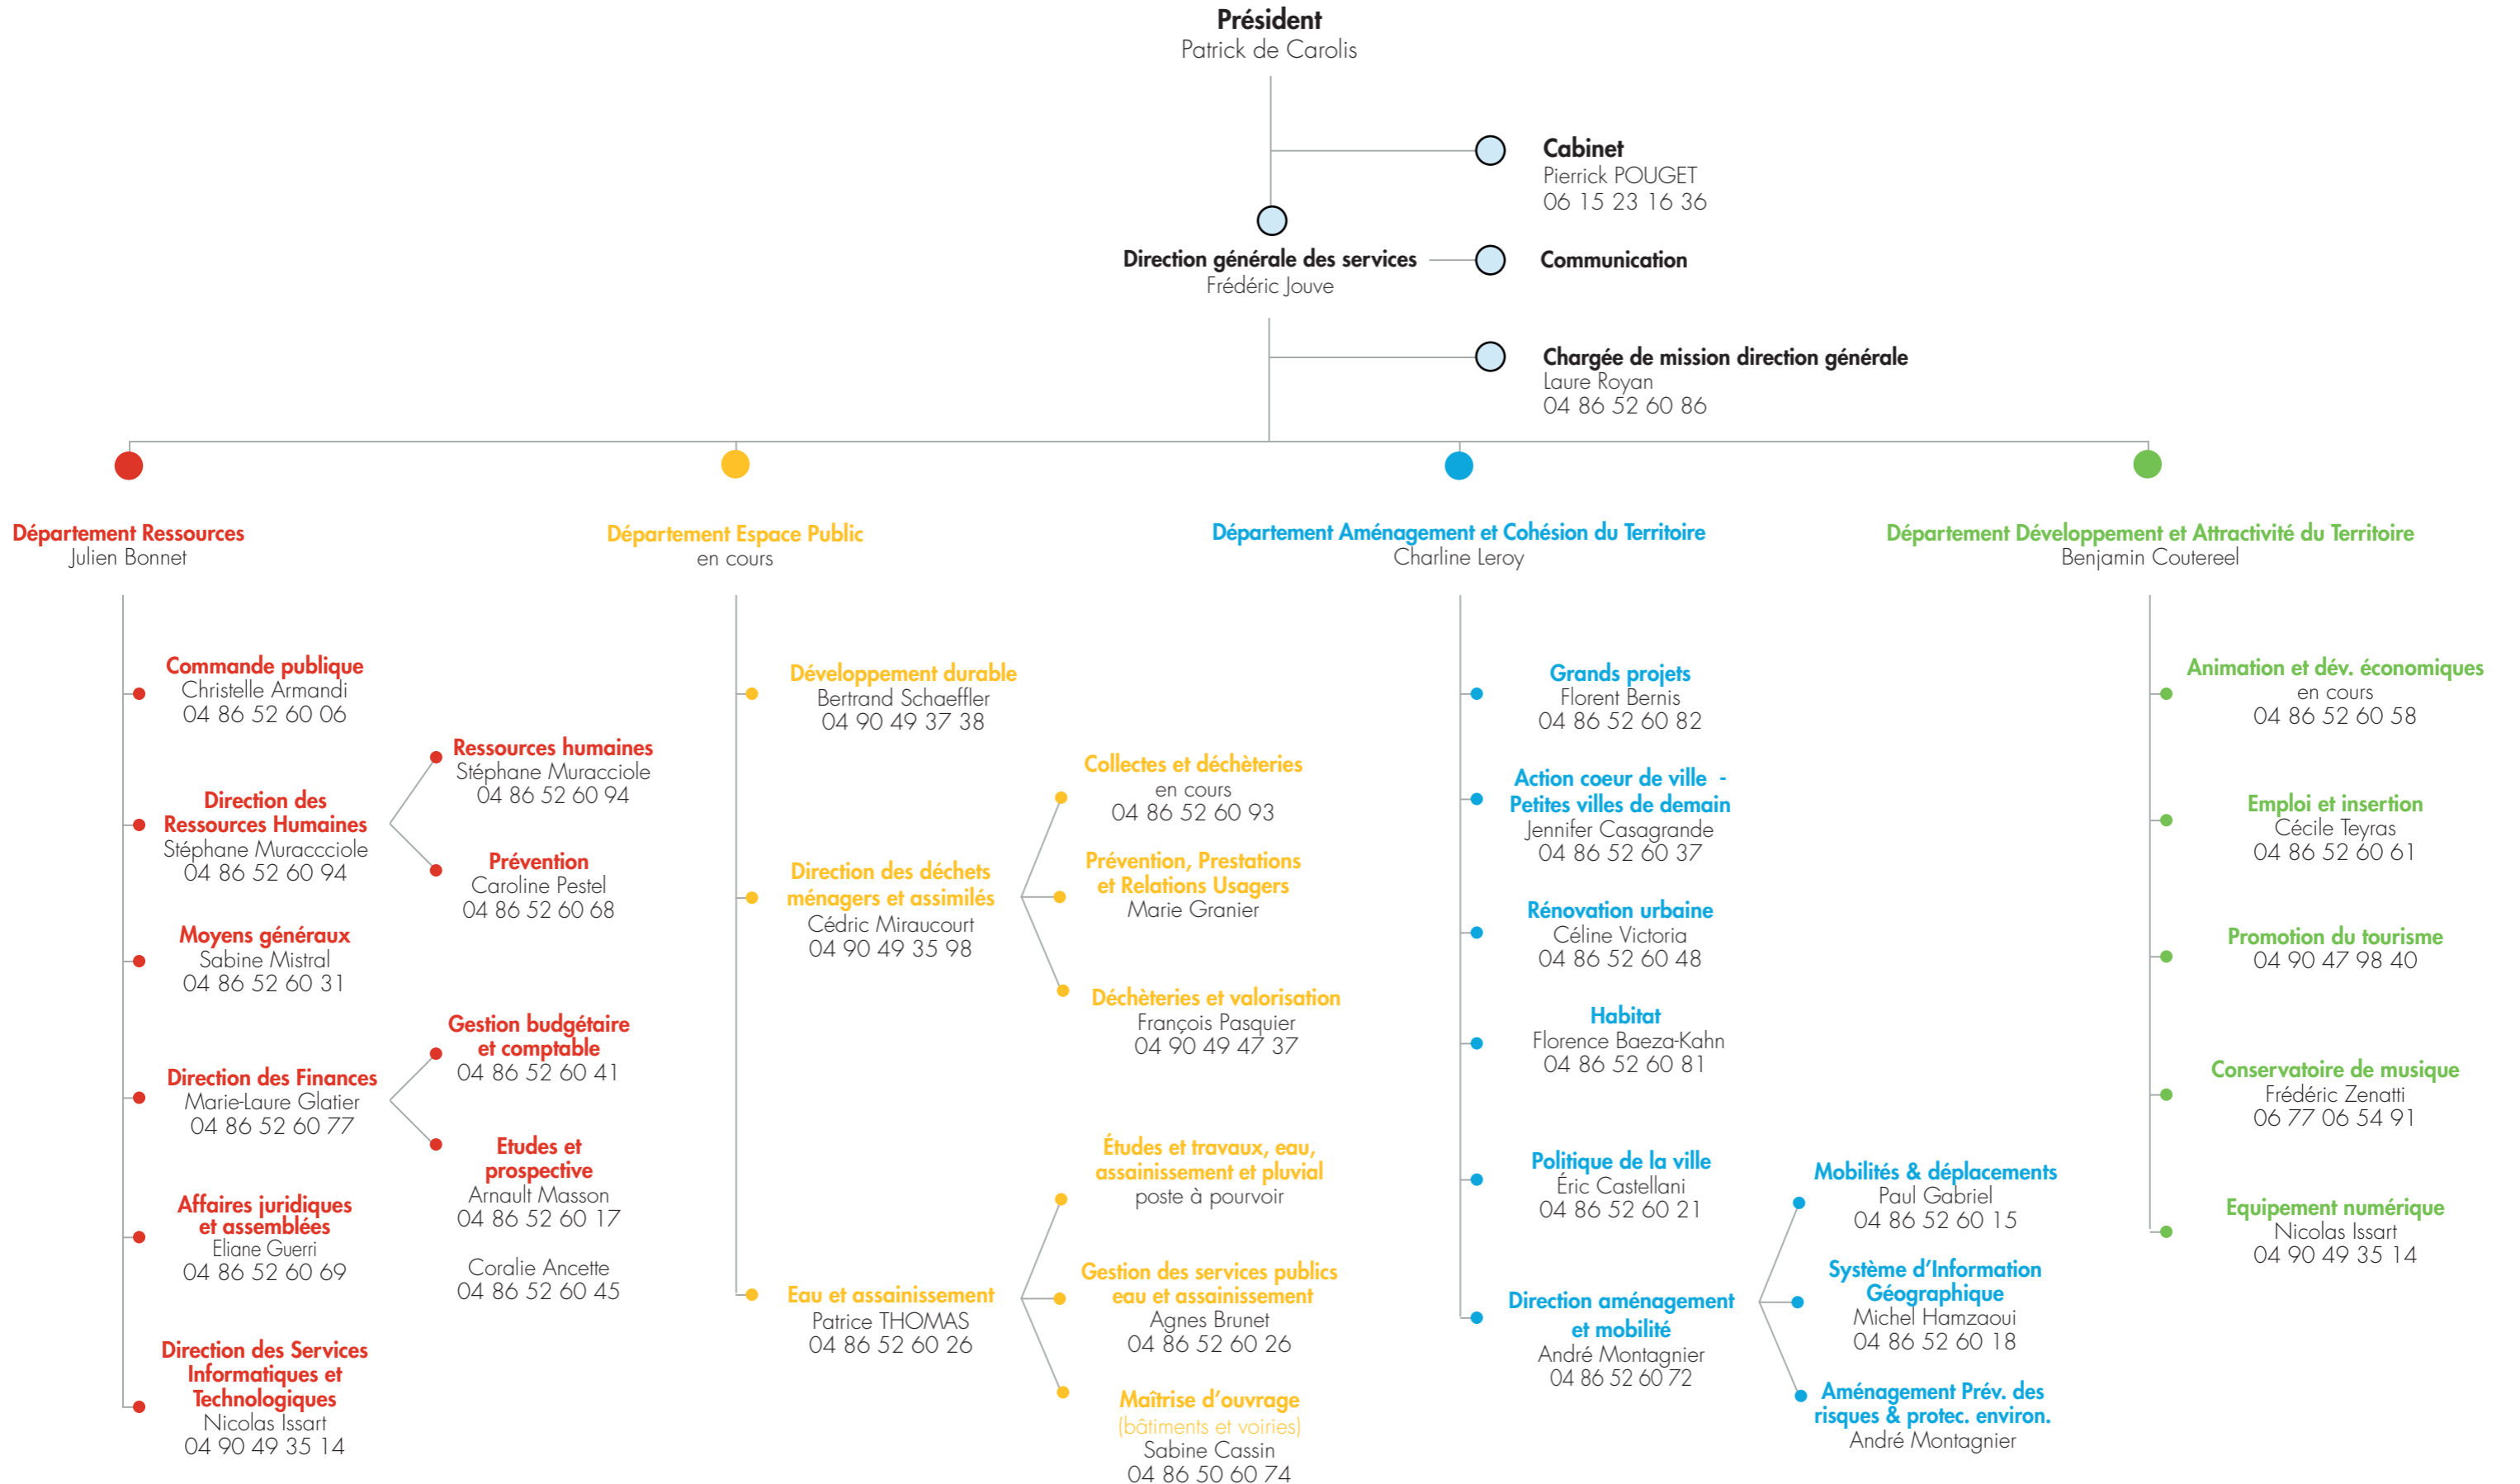 Président
Patrick de Carolis
Cabinet
Pierrick POUGET
06 15 23 16 36
Direction générale des services
Frédéric Jouve
Communication
Chargée de mission direction générale
Laure Royan
04 86 52 60 86
Département Ressources
Julien Bonnet
Commande publique
Christelle Armandi
04 86 52 60 06
Direction des
Ressources Humaines
Stéphane Muraccciole
04 86 52 60 94
Ressources humaines
Stéphane Muracciole
04 86 52 60 94
Prévention
Caroline Pestel
04 86 52 60 68
Moyens généraux
Sabine Mistral
04 86 52 60 31
Direction des Finances
Marie-Laure Glatier
04 86 52 60 77
Gestion budgétaire
et comptable
04 86 52 60 41
Etudes et
prospective
Arnault Masson
04 86 52 60 17
Coralie Ancette
04 86 52 60 45
Affaires juridiques
et assemblées
Eliane Guerri
04 86 52 60 69
Direction des Services
Informatiques et
Technologiques
Nicolas Issart
04 90 49 35 14
Département Espace Public
en cours
Développement durable
Bertrand Schaeffler
04 90 49 37 38
Direction des déchets
ménagers et assimilés
Cédric Miraucourt
04 90 49 35 98
Collectes et déchèteries
en cours
04 86 52 60 93
Prévention, Prestations
et Relations Usagers
Marie Granier
Déchèteries et valorisation
François Pasquier
04 90 49 47 37
Eau et assainissement
Patrice THOMAS
04 86 52 60 26
Études et travaux, eau,
assainissement et pluvial
poste à pourvoir
Gestion des services publics
eau et assainissement
Agnes Brunet
04 86 52 60 26
Maîtrise d’ouvrage
(bâtiments et voiries)
Sabine Cassin
04 86 50 60 74
Département Aménagement et Cohésion du Territoire
Charline Leroy
Grands projets
Florent Bernis
04 86 52 60 82
Action coeur de ville -
Petites villes de demain
Jennifer Casagrande
04 86 52 60 37
Rénovation urbaine
Céline Victoria
04 86 52 60 48
Habitat
Florence Baeza-Kahn
04 86 52 60 81
Politique de la ville
Éric Castellani
04 86 52 60 21
Direction aménagement
et mobilité
André Montagnier
04 86 52 60 72
Mobilités & déplacements
Paul Gabriel
04 86 52 60 15
Système d’Information
Géographique
Michel Hamzaoui
04 86 52 60 18
Aménagement Prév. des
risques & protec. environ.
André Montagnier
Département Développement et Attractivité du Territoire
Benjamin Coutereel
Animation et dév. économiques
en cours
04 86 52 60 58
Emploi et insertion
Cécile Teyras
04 86 52 60 61
Promotion du tourisme
04 90 47 98 40
Conservatoire de musique
Frédéric Zenatti
06 77 06 54 91
Equipement numérique
Nicolas Issart
04 90 49 35 14